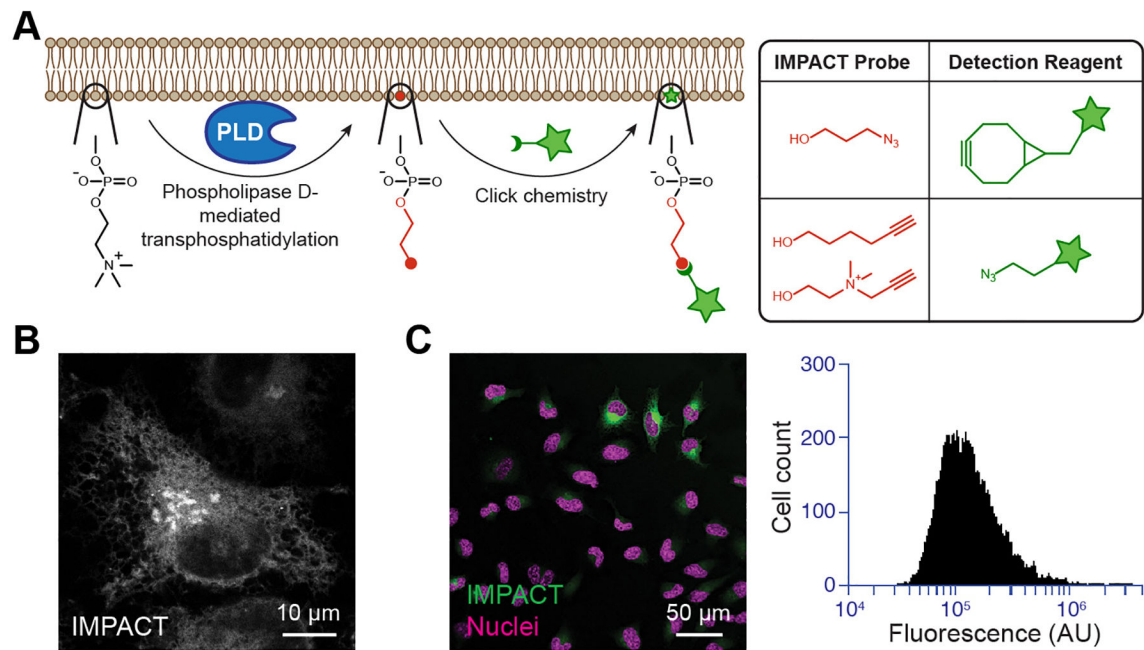 A
PLD
Phospholipase D-
mediated
transphosphatidylation
Click chemistry
O
⁻O
P
O
O
N
+
O
⁻O
P
O
O
O
⁻O
P
O
O
IMPACT Probe
Detection Reagent
HO
N₃
HO
HO
N⁺
N₃
B
IMPACT
10 µm
C
IMPACT
Nuclei
50 µm
Cell count
300
200
100
0
10⁴
10⁵
10⁶
Fluorescence (AU)